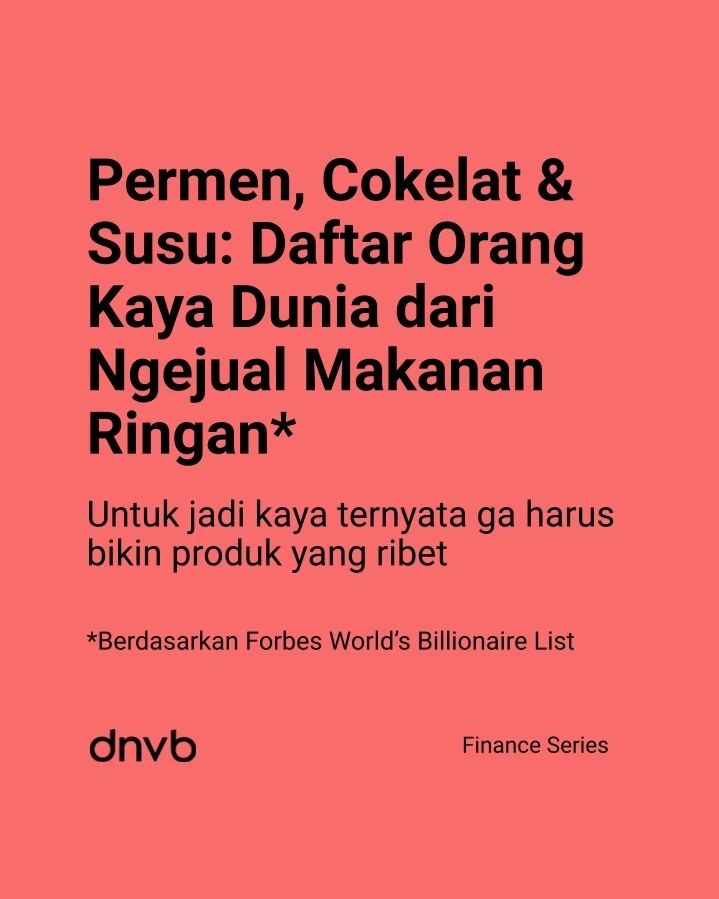 Permen, Cokelat &
Susu: Daftar Orang
Kaya Dunia dari
Ngejual Makanan
Ringan*
Untuk jadi kaya ternyata ga harus
bikin produk yang ribet
*Berdasarkan Forbes World’s Billionaire List
dnvb
Finance Series